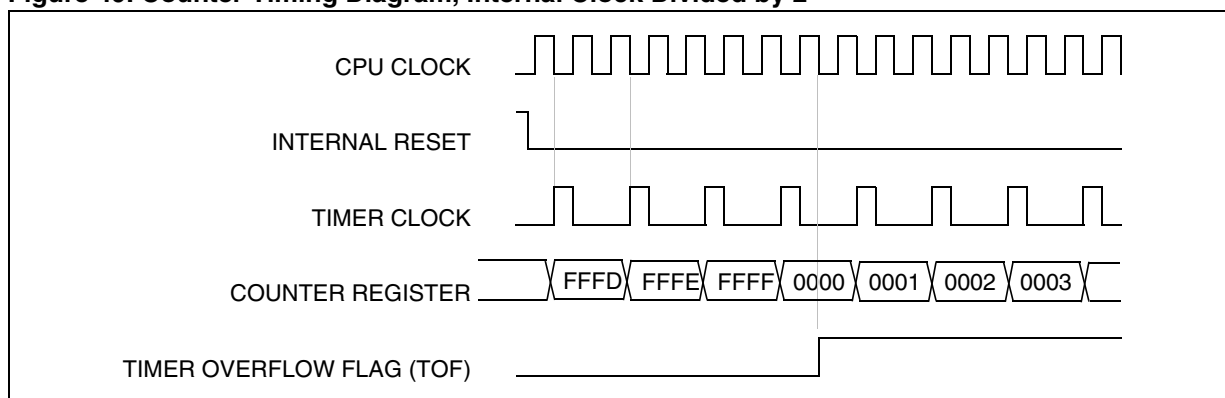 Figure 43. Counter Timing Diagram, Internal Clock Divided by 2
CPU CLOCK
INTERNAL RESET
TIMER CLOCK
COUNTER REGISTER
FFFD FFFE FFFF 0000 0001 0002 0003
TIMER OVERFLOW FLAG (TOF)